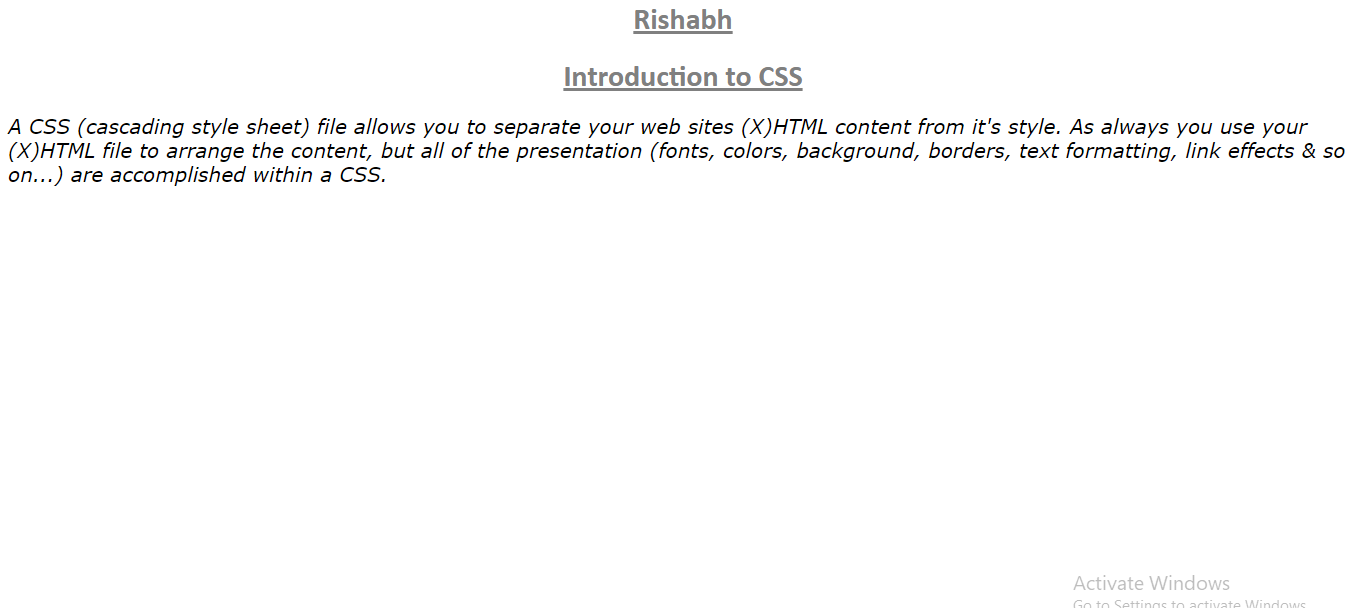 Rishabh
Introduction to CSS
A CSS (cascading style sheet) file allows you to separate your web sites (X)HTML content from it's style. As always you use your
(X)HTML file to arrange the content, but all of the presentation (fonts, colors, background, borders, text formatting, link effects & so
on...) are accomplished within a CSS.
Activate Windows
Go to Settings to activate Windows